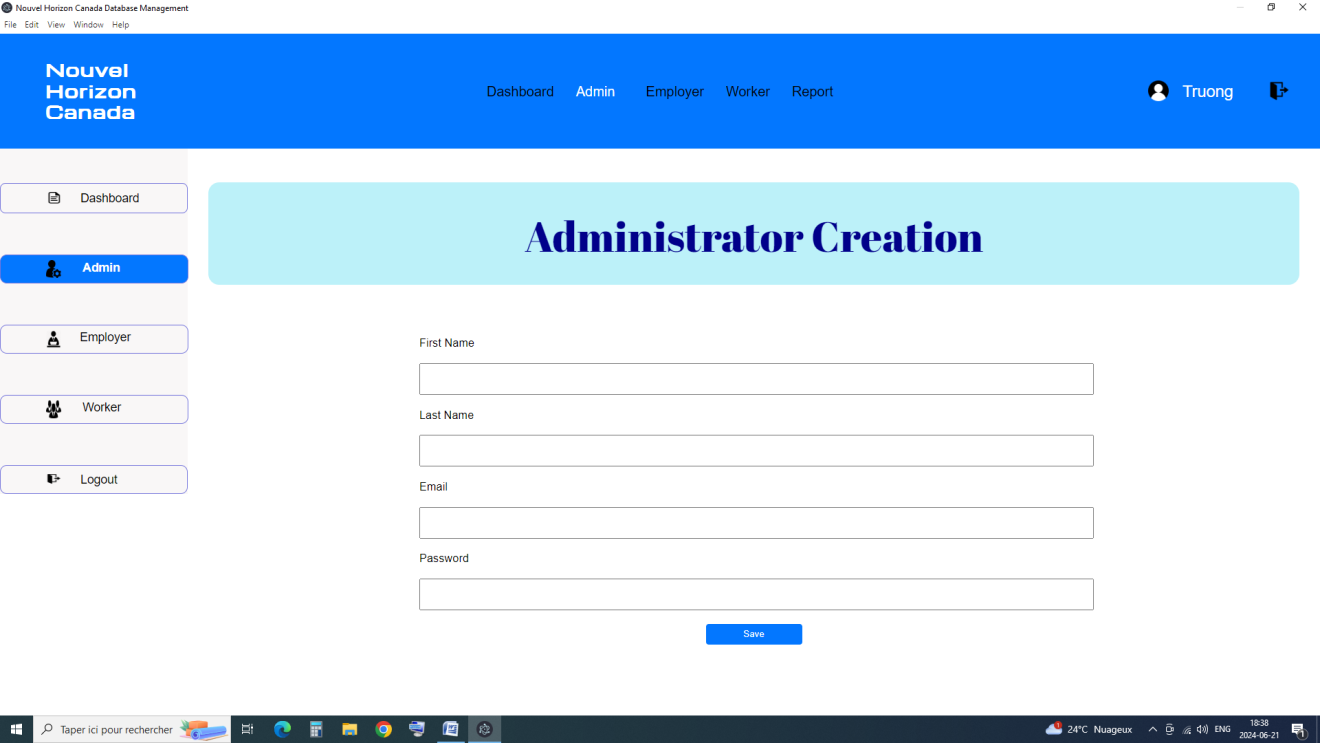 Nouvel Horizon Canada Database Management
File Edit View Window Help
Nouvel
Horizon
Canada
Dashboard Admin Employer Worker Report
Truong
Dashboard
Admin
Employer
Worker
Logout
Administrator Creation
First Name
Last Name
Email
Password
Save
Taper ici pour rechercher
1
24°C Nuageux
ENG
18:38
2024-06-21
1